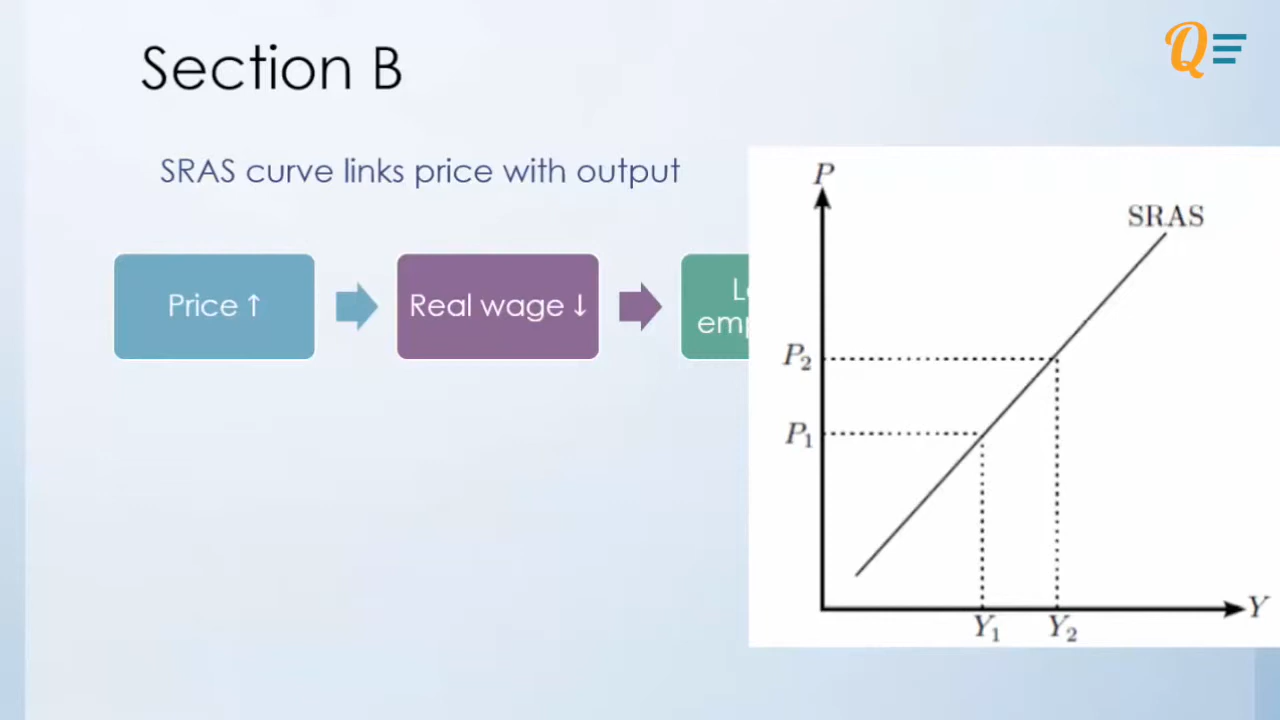 Section B
SRAS curve links price with output
Price ↑
Real wage ↓
P
SRAS
P₂
P₁
Y₁
Y₂
Y